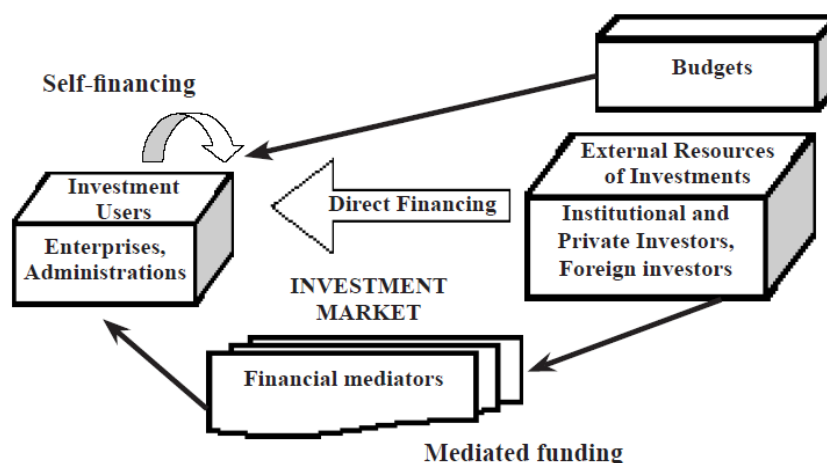 Self-financing
Budgets
External Resources
of Investments
Institutional and
Private Investors,
Foreign investors
Direct Financing
Investment
Users
Enterprises,
Administrations
INVESTMENT
MARKET
Financial mediators
Mediated funding